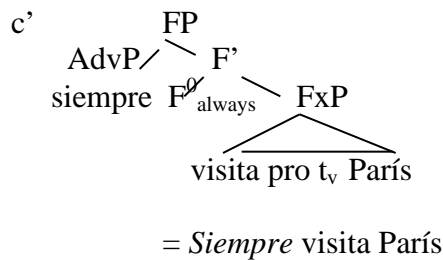 c’ FP
AdvP F’
siempre F⁰always FxP
visita pro tᵥ París
= Siempre visita París